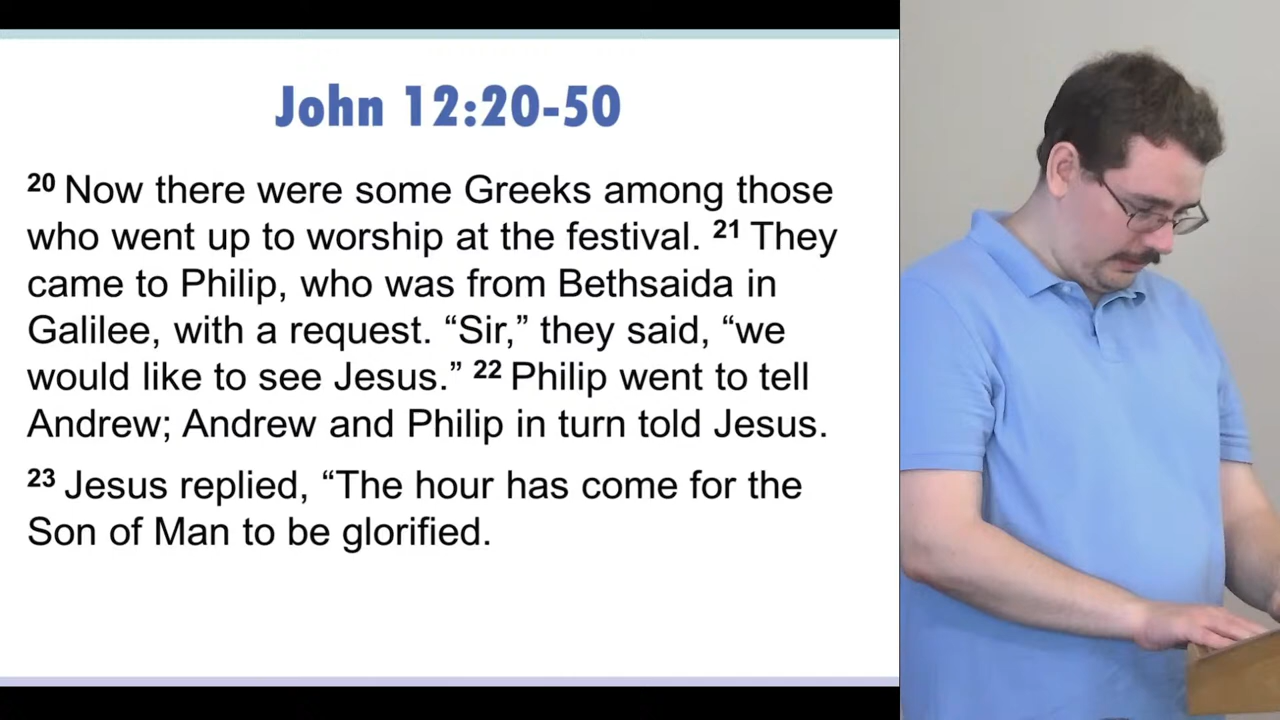 John 12:20-50
20 Now there were some Greeks among those
who went up to worship at the festival. 21 They
came to Philip, who was from Bethsaida in
Galilee, with a request. “Sir,” they said, “we
would like to see Jesus.” 22 Philip went to tell
Andrew; Andrew and Philip in turn told Jesus.
23 Jesus replied, “The hour has come for the
Son of Man to be glorified.